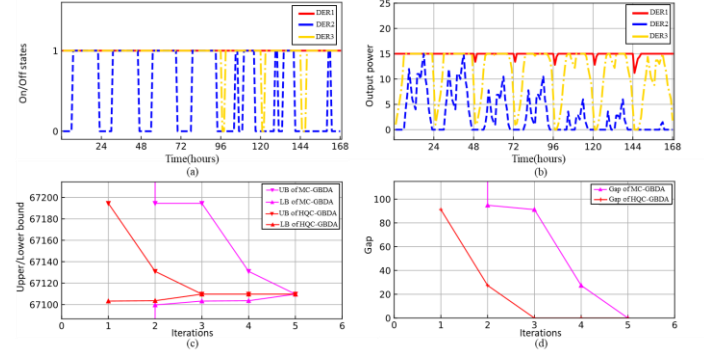 DER1
DER2
DER3
1
0
On/Off states
24 48 72 96 120 144 168
Time(hours)
(a)
DER1
DER2
DER3
25
20
15
10
5
0
Output power
24 48 72 96 120 144 168
Time(hours)
(b)
UB of MC-GBDA
LB of MC-GBDA
UB of HQC-GBDA
LB of HQC-GBDA
67200
67180
67160
67140
67120
67100
Upper/Lower bound
0 1 2 3 4 5 6
Iterations
(c)
Gap of MC-GBDA
Gap of HQC-GBDA
100
80
60
40
20
0
Gap
0 1 2 3 4 5 6
Iterations
(d)